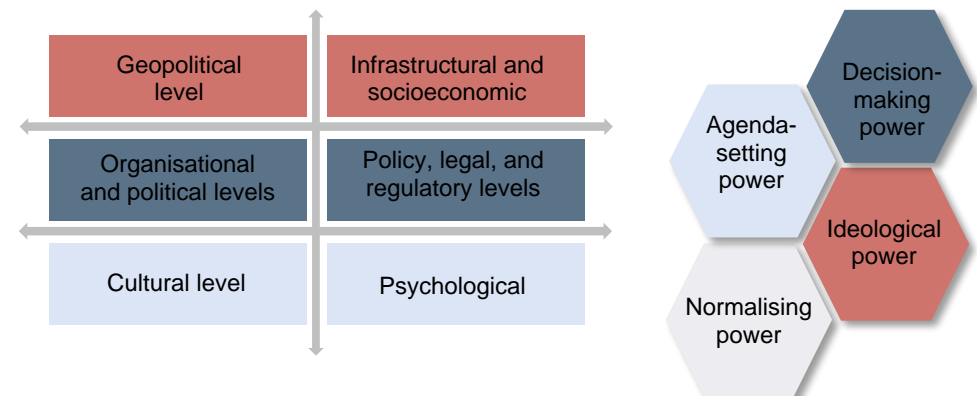 Geopolitical
level
Infrastructural and
socioeconomic
Organisational
and political levels
Policy, legal, and
regulatory levels
Cultural level
Psychological
Decision-
making
power
Agenda-
setting
power
Ideological
power
Normalising
power